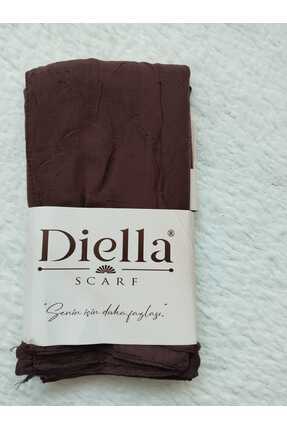 Diella®
SCARF
"Senin için daha fazlası."